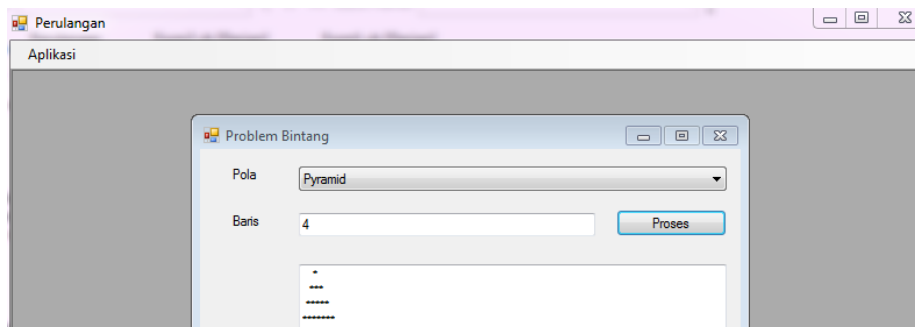 Perulangan
Aplikasi
Problem Bintang
Pola Pyramid
Baris 4 Proses
*
***
*****
*******